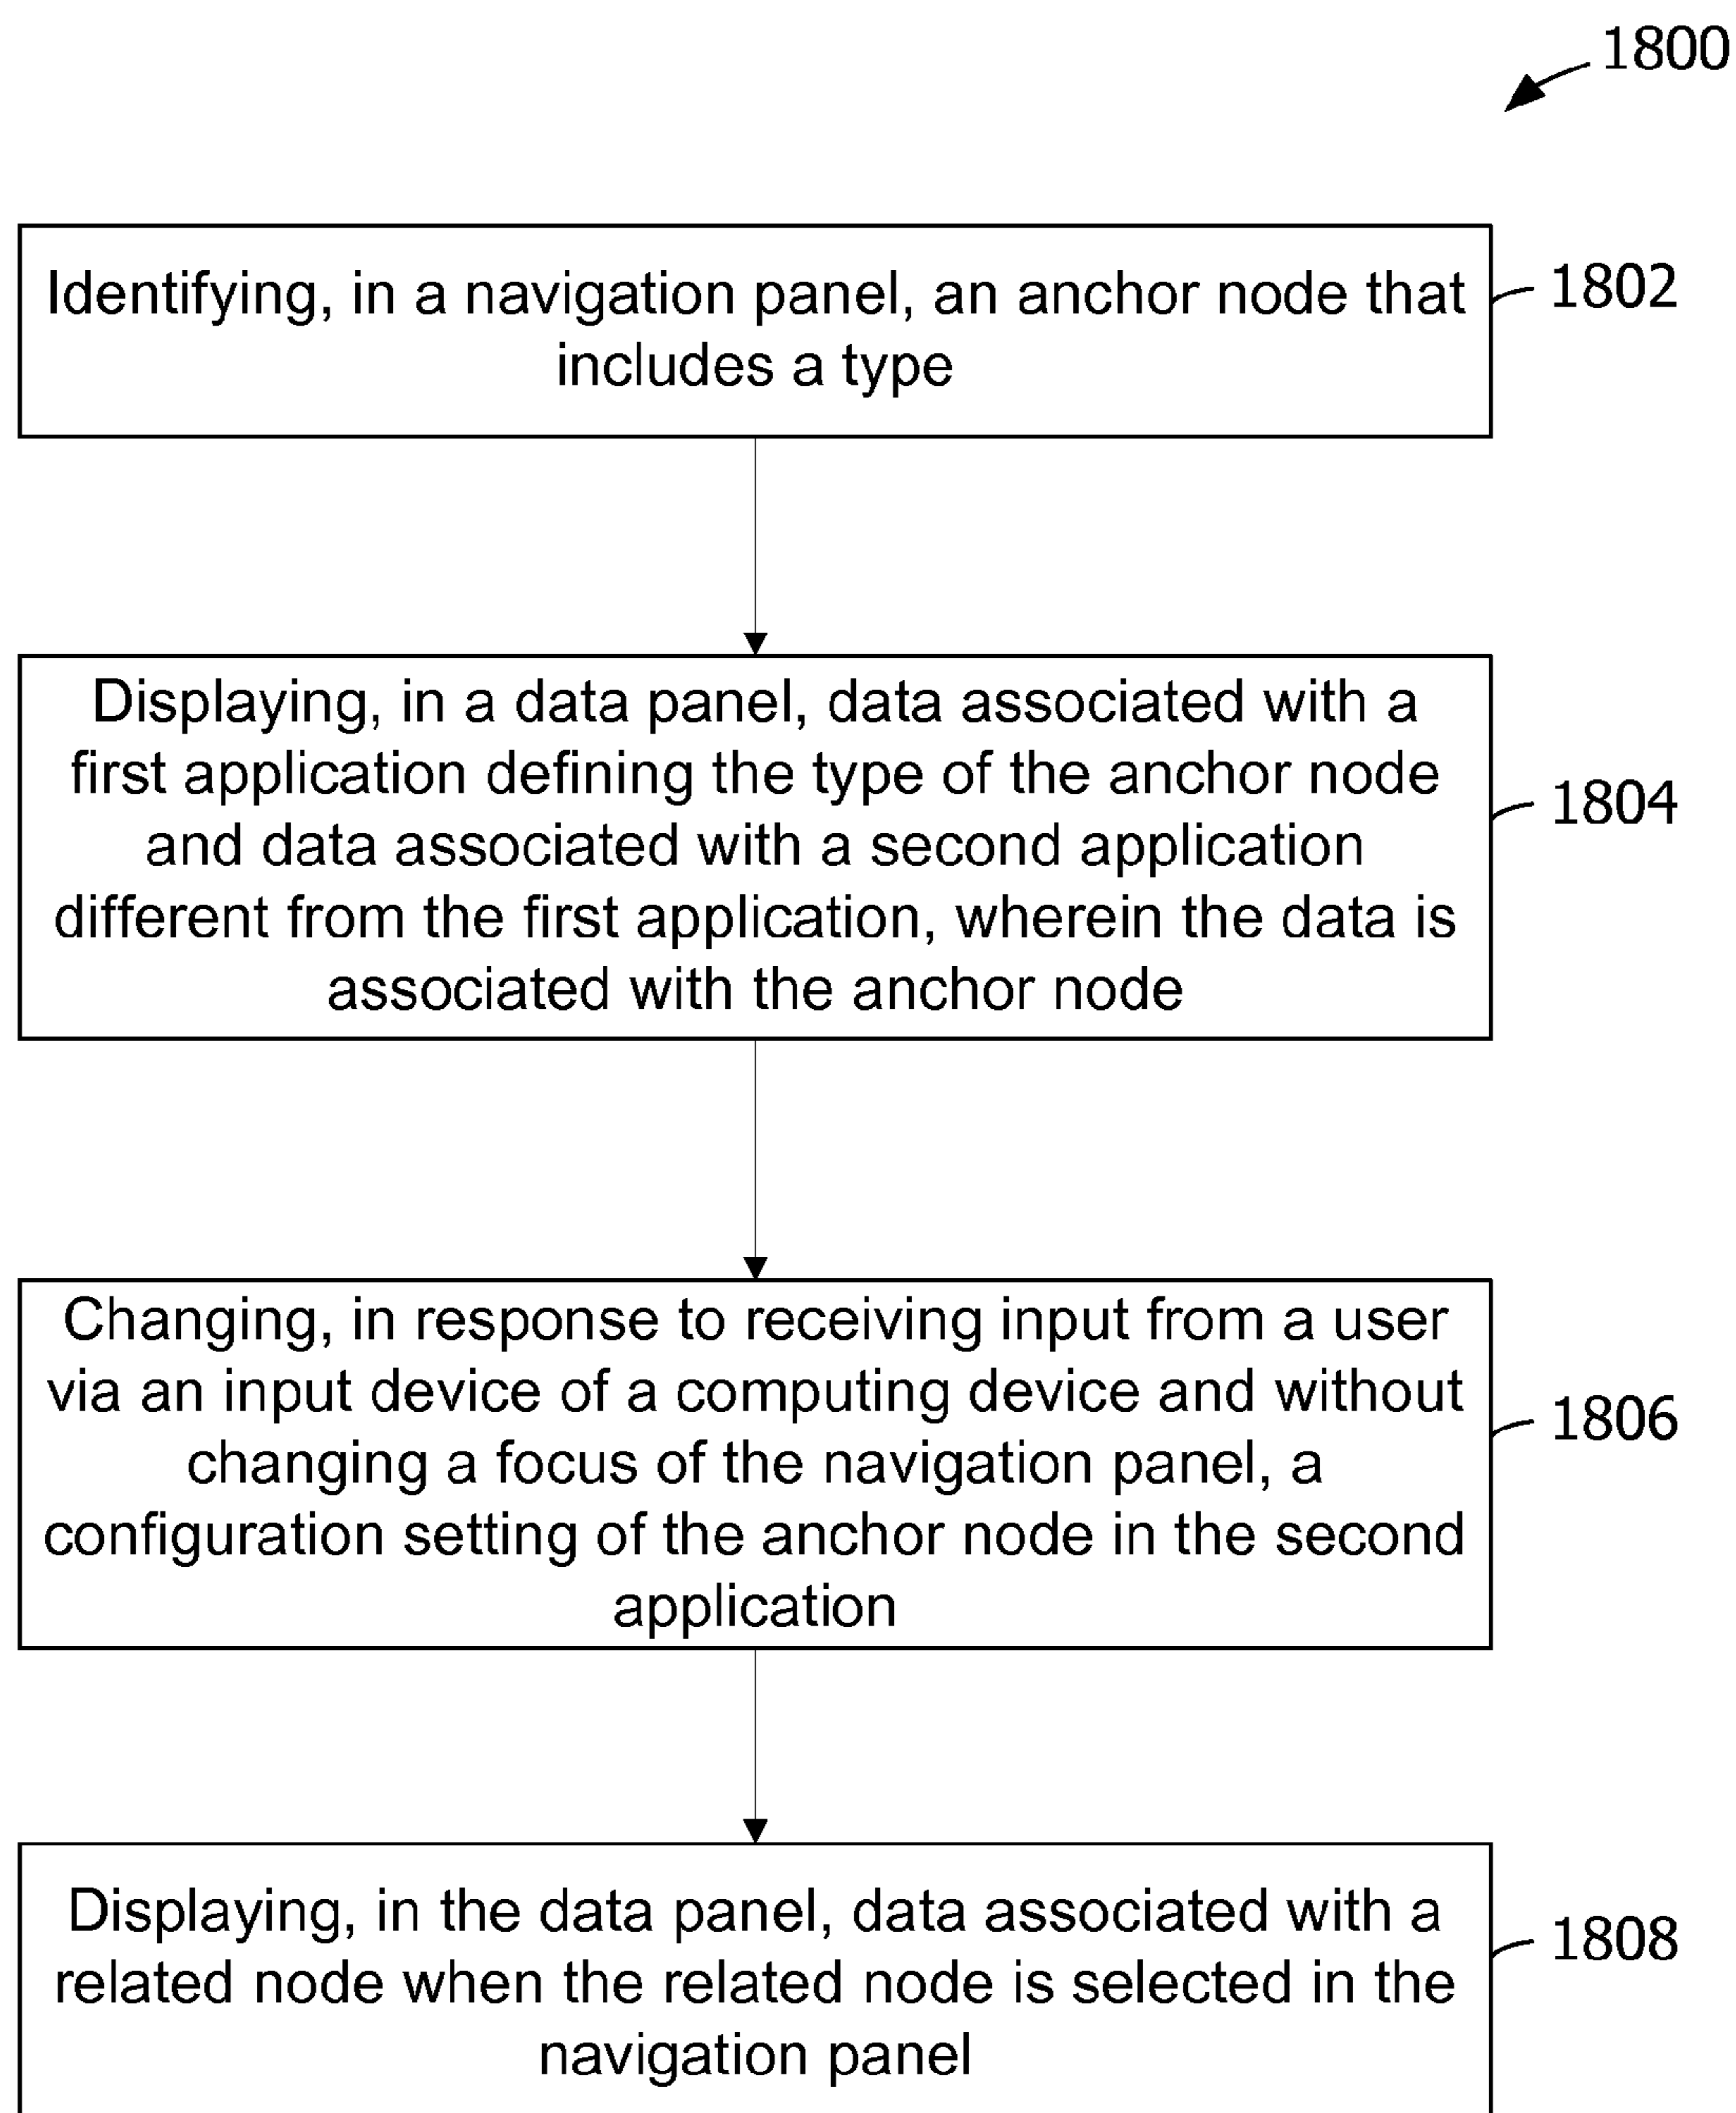 1800
Identifying, in a navigation panel, an anchor node that
includes a type
1802
Displaying, in a data panel, data associated with a
first application defining the type of the anchor node
and data associated with a second application
different from the first application, wherein the data is
associated with the anchor node
1804
Changing, in response to receiving input from a user
via an input device of a computing device and without
changing a focus of the navigation panel, a
configuration setting of the anchor node in the second
application
1806
Displaying, in the data panel, data associated with a
related node when the related node is selected in the
navigation panel
1808